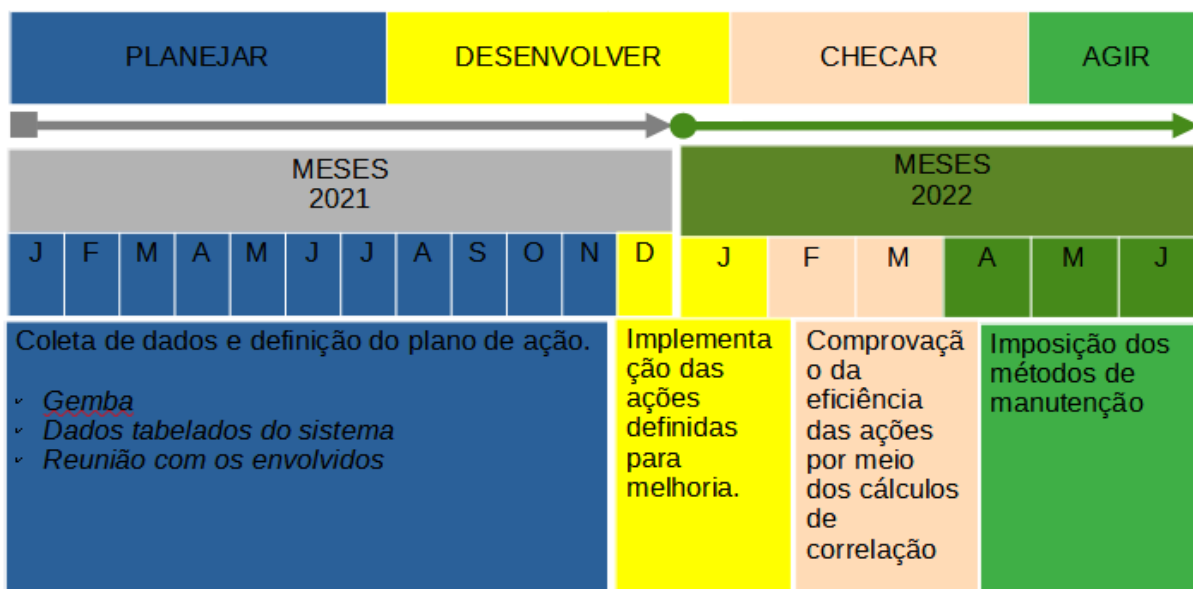 PLANEJAR
DESENVOLVER
CHECAR
AGIR
MESES
2021
MESES
2022
J F M A M J J A S O N D
J F M A M J
Coleta de dados e definição do plano de ação.
✓ Gemba
✓ Dados tabelados do sistema
✓ Reunião com os envolvidos
Implementa
ção das
ações
definidas
para
melhoria.
Comprovaçã
o da
eficiência
das ações
por meio
dos cálculos
de
correlação
Imposição dos
métodos de
manutenção